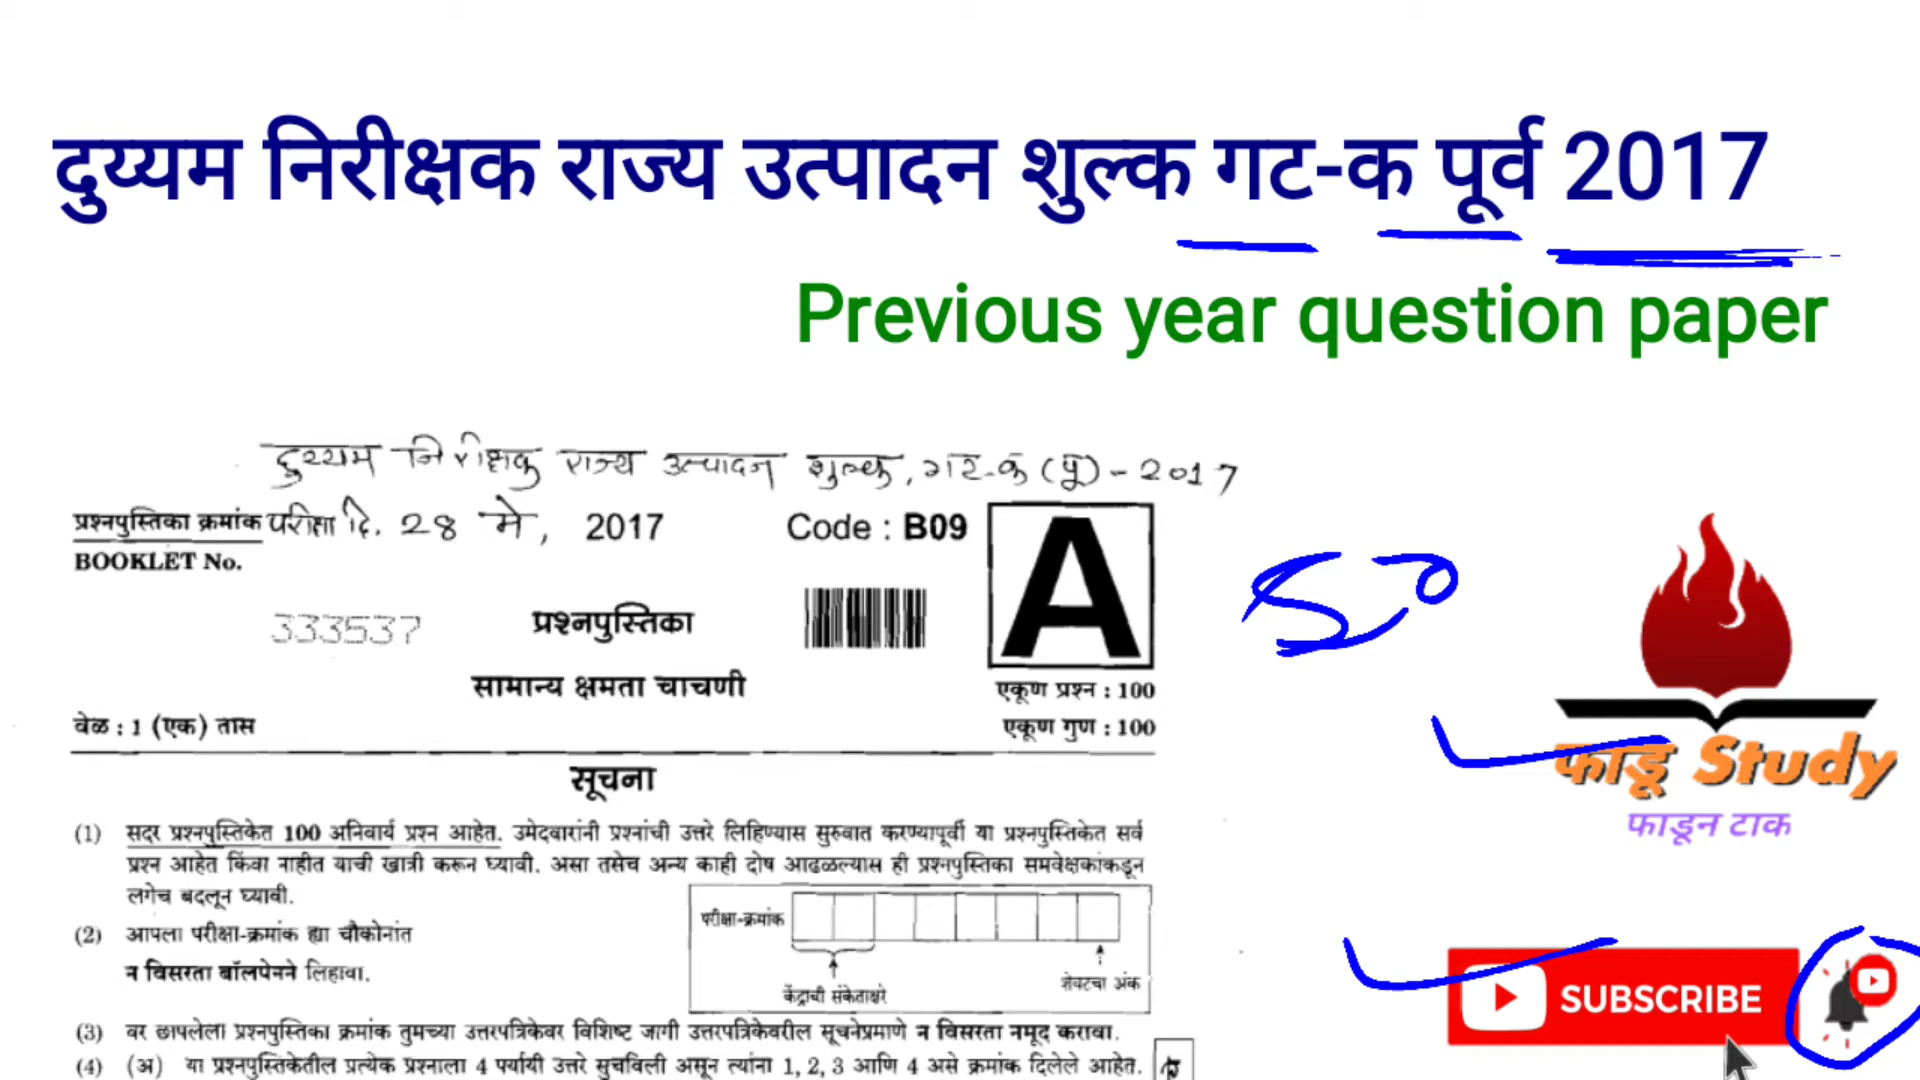 दुय्यम निरीक्षक राज्य उत्पादन शुल्क गट-क पूर्व 2017
Previous year question paper
दुय्यम निरीक्षक राज्य उत्पादन शुल्क, गट-क (पू) - 2017
प्रश्नपुस्तिका क्रमांक परीक्षा दि. 28 मे, 2017 Code : B09
BOOKLET No.
A
333537 प्रश्नपुस्तिका
सामान्य क्षमता चाचणी
एकूण प्रश्न : 100
वेळ : 1 (एक) तास एकूण गुण : 100
सूचना
(1) सदर प्रश्नपुस्तिकेत 100 अनिवार्य प्रश्न आहेत. उमेदवारांनी प्रश्नांची उत्तरे लिहिण्यास सुरुवात करण्यापूर्वी या प्रश्नपुस्तिकेत सर्व
प्रश्न आहेत किंवा नाहीत याची खात्री करून घ्यावी. असा तसेच अन्य काही दोष आढळल्यास ही प्रश्नपुस्तिका समवेक्षकांकडून
लगेच बदलून घ्यावी.
परीक्षा-क्रमांक
(2) आपला परीक्षा-क्रमांक ह्या चौकोनांत
न विसरता बॉलपेनने लिहावा.
केंद्राची संकेताक्षरे शेवटचा अंक
(3) वर छापलेला प्रश्नपुस्तिका क्रमांक तुमच्या उत्तरपत्रिकेवर विशिष्ट जागी उत्तरपत्रिकेवरील सूचनेप्रमाणे न विसरता नमूद करावा.
(4) (अ) या प्रश्नपुस्तिकेतील प्रत्येक प्रश्नाला 4 पर्यायी उत्तरे सुचविली असून त्यांना 1, 2, 3 आणि 4 असे क्रमांक दिलेले आहेत.
फाडू Study
फाडून टाक
SUBSCRIBE